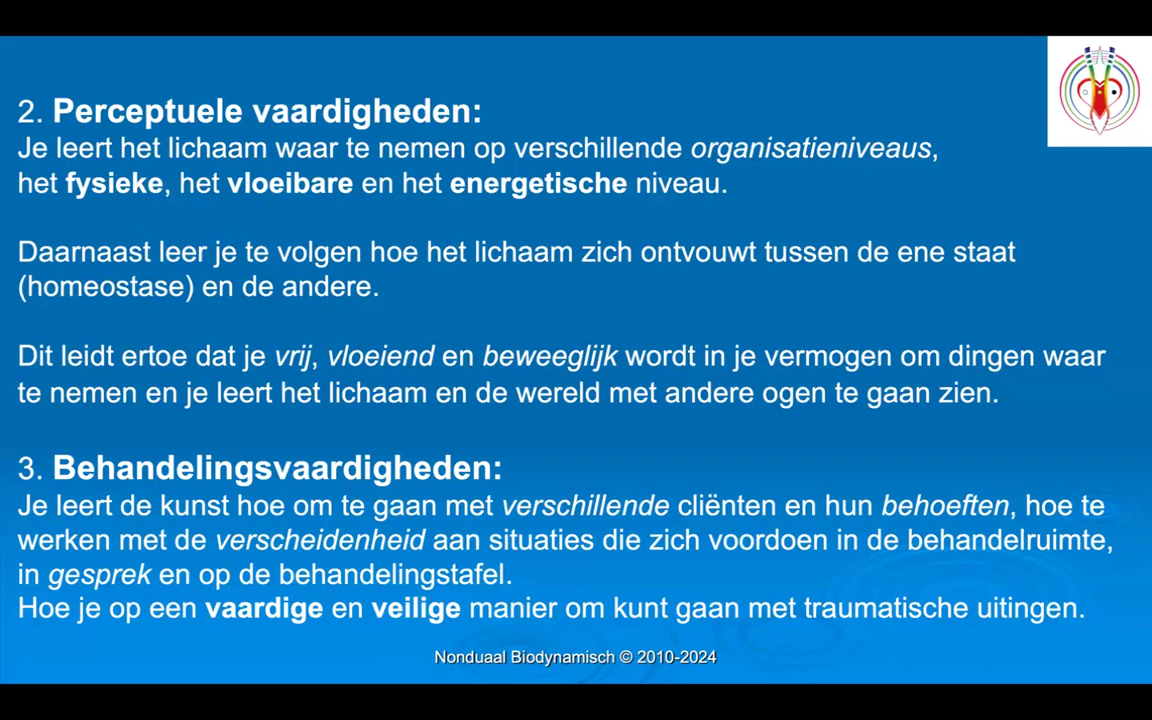 2. Perceptuele vaardigheden:
Je leert het lichaam waar te nemen op verschillende organisatieniveaus,
het fysieke, het vloeibare en het energetische niveau.
Daarnaast leer je te volgen hoe het lichaam zich ontvouwt tussen de ene staat
(homeostase) en de andere.
Dit leidt ertoe dat je vrij, vloeiend en beweeglijk wordt in je vermogen om dingen waar
te nemen en je leert het lichaam en de wereld met andere ogen te gaan zien.
3. Behandelingsvaardigheden:
Je leert de kunst hoe om te gaan met verschillende cliënten en hun behoeften, hoe te
werken met de verscheidenheid aan situaties die zich voordoen in de behandelruimte,
in gesprek en op de behandelingstafel.
Hoe je op een vaardige en veilige manier om kunt gaan met traumatische uitingen.
Nonduaal Biodynamisch © 2010-2024